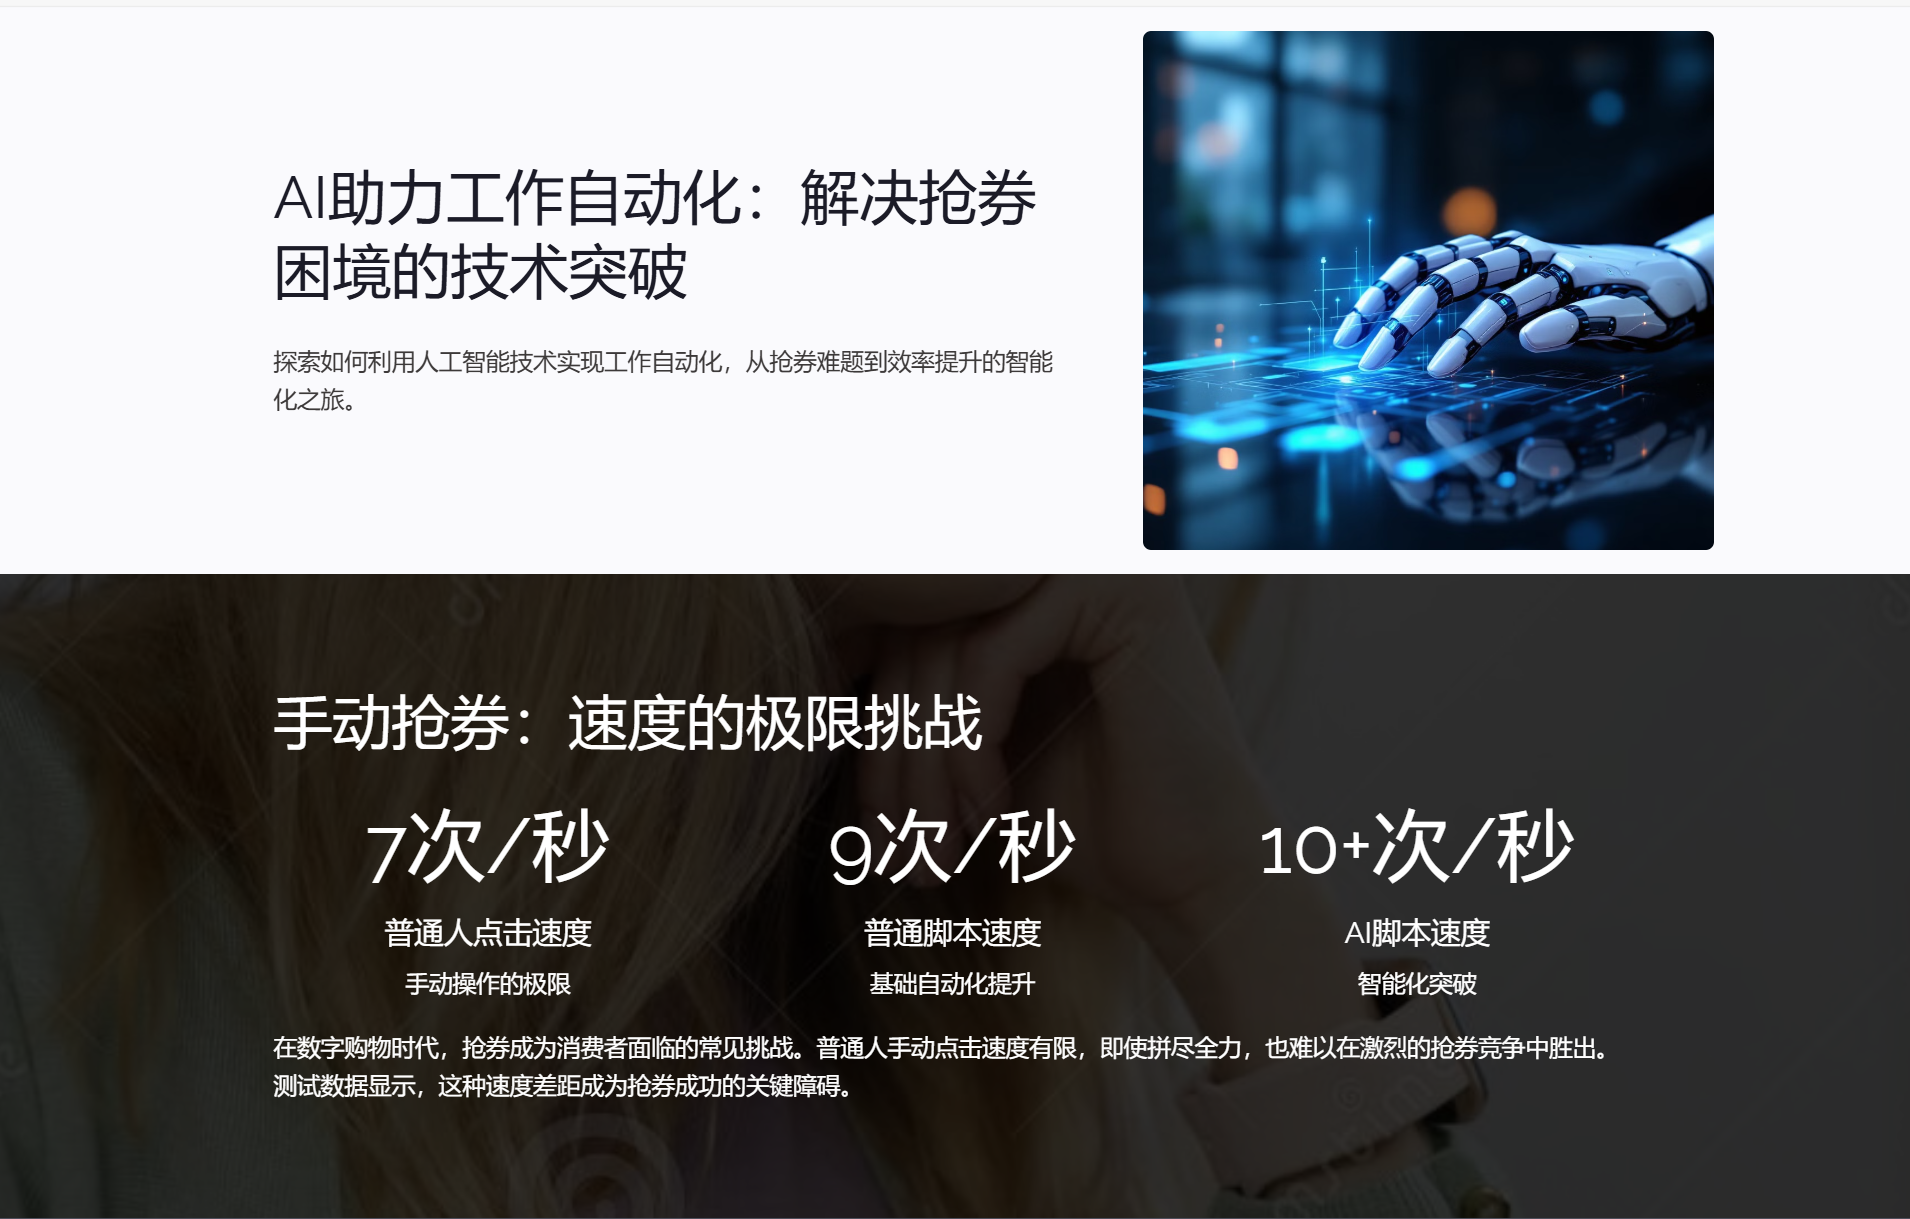 AI助力工作自动化：解决抢券
困境的技术突破
探索如何利用人工智能技术实现工作自动化，从抢券难题到效率提升的智能
化之旅。
手动抢券：速度的极限挑战
7次/秒
9次/秒
10+次/秒
普通人点击速度
普通脚本速度
AI脚本速度
手动操作的极限
基础自动化提升
智能化突破
在数字购物时代，抢券成为消费者面临的常见挑战。普通人手动点击速度有限，即使拼尽全力，也难以在激烈的抢券竞争中胜出。
测试数据显示，这种速度差距成为抢券成功的关键障碍。